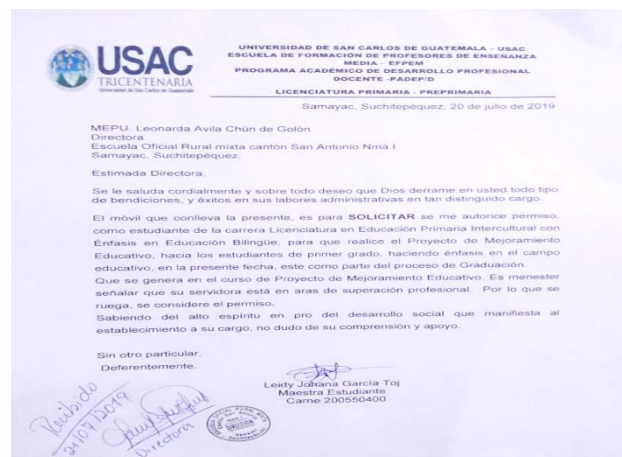 USAC
TRICENTENARIA
Universidad de San Carlos de Guatemala
UNIVERSIDAD DE SAN CARLOS DE GUATEMALA – USAC
ESCUELA DE FORMACIÓN DE PROFESORES DE ENSEÑANZA
MEDIA – EFPEM
PROGRAMA ACADÉMICO DE DESARROLLO PROFESIONAL
DOCENTE -PADEP/D
LICENCIATURA PRIMARIA - PREPRIMARIA
Samayac, Suchitepéquez, 20 de julio de 2019
MEPU. Leonarda Avila Chún de Golón
Directora
Escuela Oficial Rural mixta cantón San Antonio Nmá I
Samayac, Suchitepéquez.
Estimada Directora,
Se le saluda cordialmente y sobre todo deseo que Dios derrame en usted todo tipo
de bendiciones, y éxitos en sus labores administrativas en tan distinguido cargo.
El móvil que conlleva la presente, es para SOLICITAR se me autorice permiso,
como estudiante de la carrera Licenciatura en Educación Primaria Intercultural con
Énfasis en Educación Bilingüe, para que realice el Proyecto de Mejoramiento
Educativo, hacia los estudiantes de primer grado, haciendo énfasis en el campo
educativo, en la presente fecha, este como parte del proceso de Graduación.
Que se genera en el curso de Proyecto de Mejoramiento Educativo. Es menester
señalar que su servidora está en aras de superación profesional. Por lo que se
ruega, se considere el permiso.
Sabiendo del alto espíritu en pro del desarrollo social que manifiesta al
establecimiento a su cargo, no dudo de su comprensión y apoyo.
Sin otro particular,
Deferentemente.
Leidy Johana García Toj
Maestra Estudiante
Carne 200550400
Recibido
21/07/2019
Directora
DIRECCION